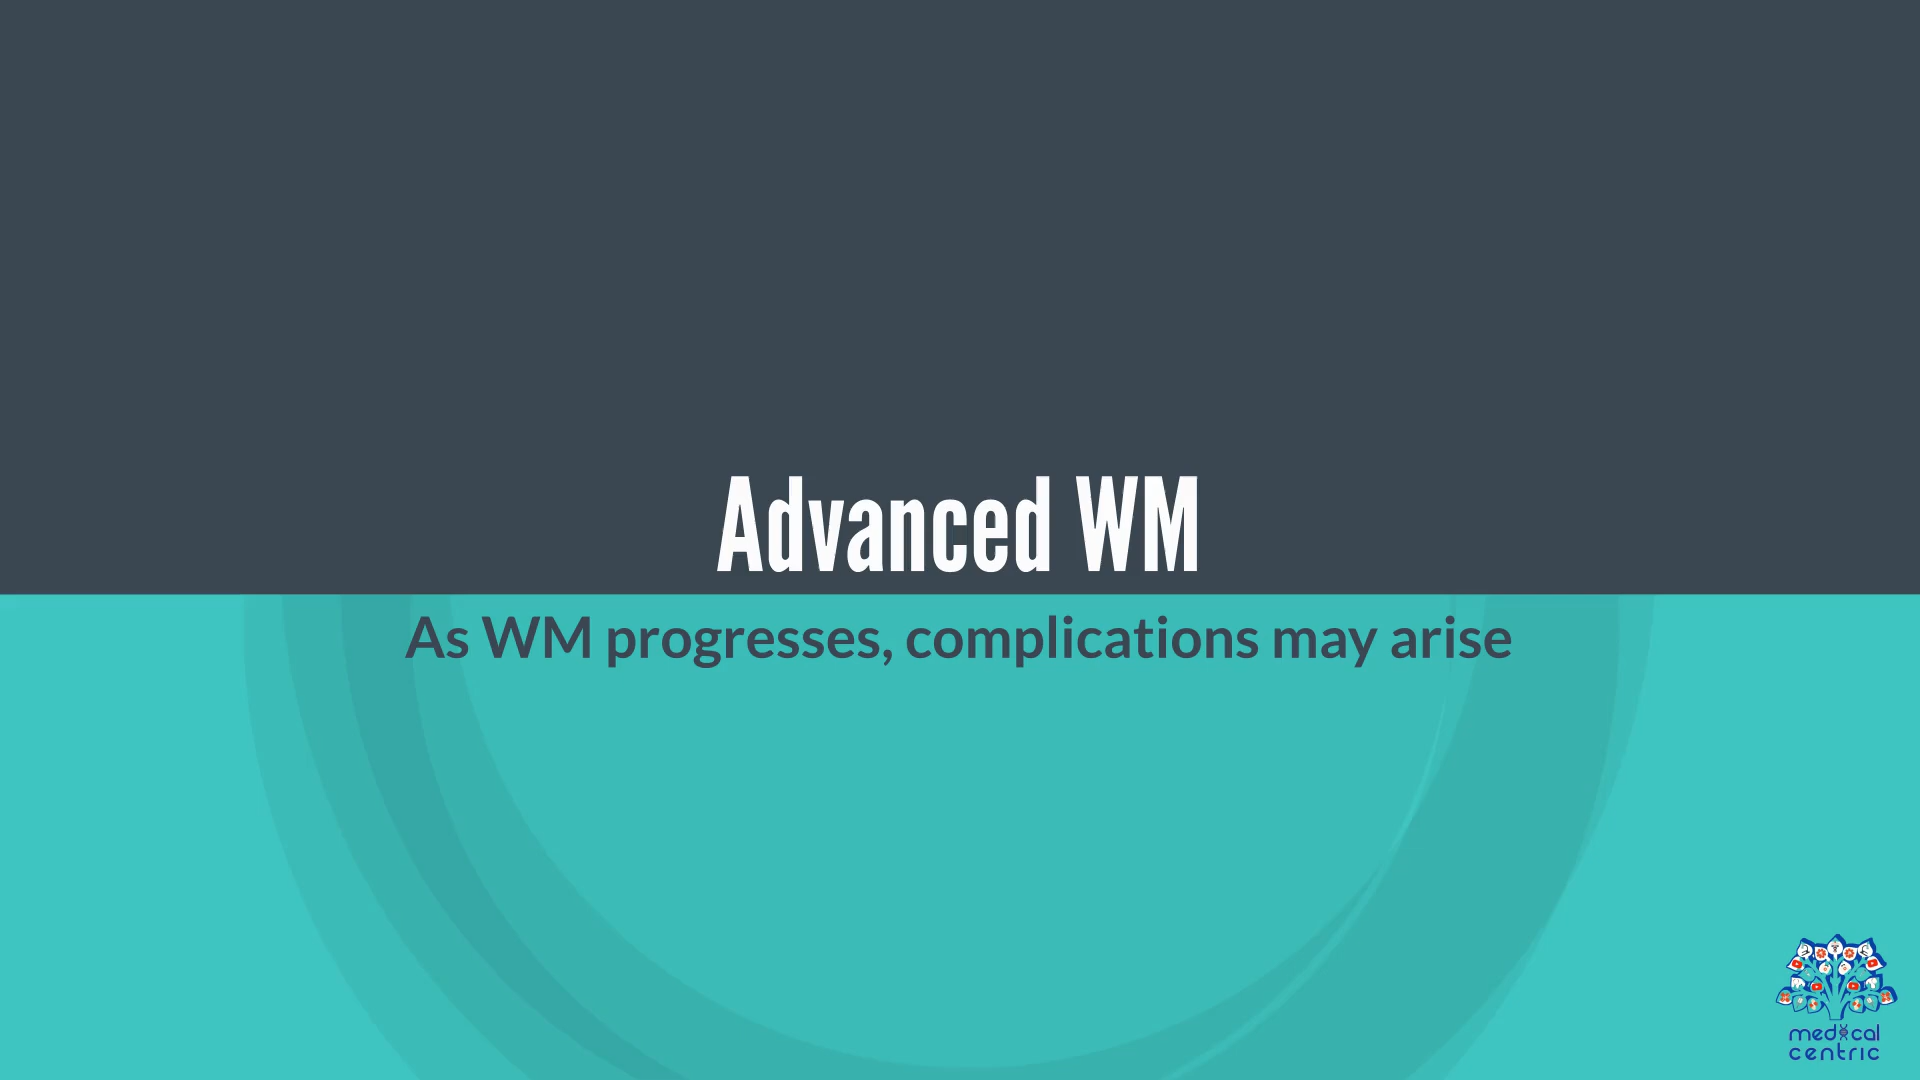 Advanced WM
As WM progresses, complications may arise
medical
centric